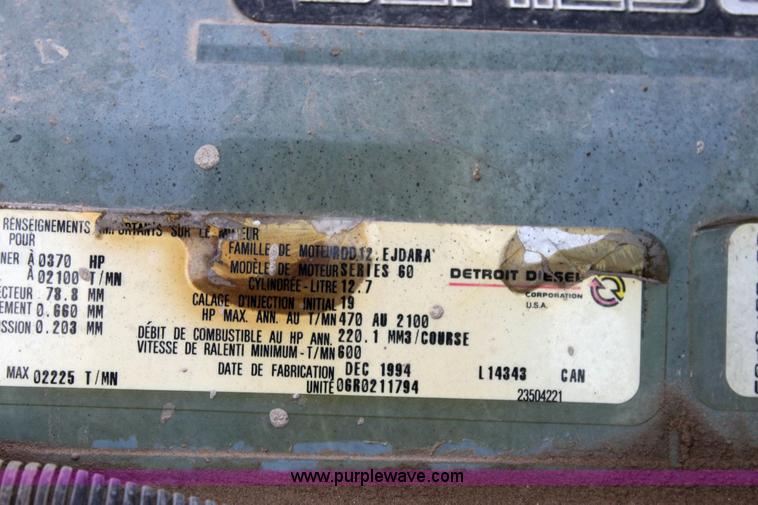 RENSEIGNEMENTS IMPORTANTS SUR LE MOTEUR
POUR
FAMILLE DE MOTEUR DD12.EJDARA
NER À 0370 HP
MODÈLE DE MOTEUR SERIES 60
À 02100 T/MN
CYLINDRÉE-LITRE 12.7
DETROIT DIESEL
CORPORATION
U.S.A.
ECTEUR- 78.8 MM
CALAGE D'INJECTION INITIAL 19
EMENT 0.660 MM
HP MAX. ANN. AU T/MN 470 AU 2100
SSION 0.203 MM
DÉBIT DE COMBUSTIBLE AU HP ANN. 220.1 MM3/COURSE
VITESSE DE RALENTI MINIMUM-T/MN 600
MAX 02225 T/MN
DATE DE FABRICATION DEC 1994
L14343 CAN
UNITÉ 06R0211794
23504221
www.purplewave.com